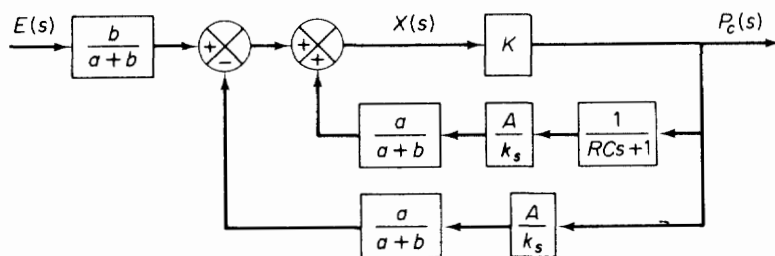 E(s)
b
a + b
+
−
+
+
X(s)
K
P_c(s)
a
a + b
A
k_s
1
RCs + 1
a
a + b
A
k_s